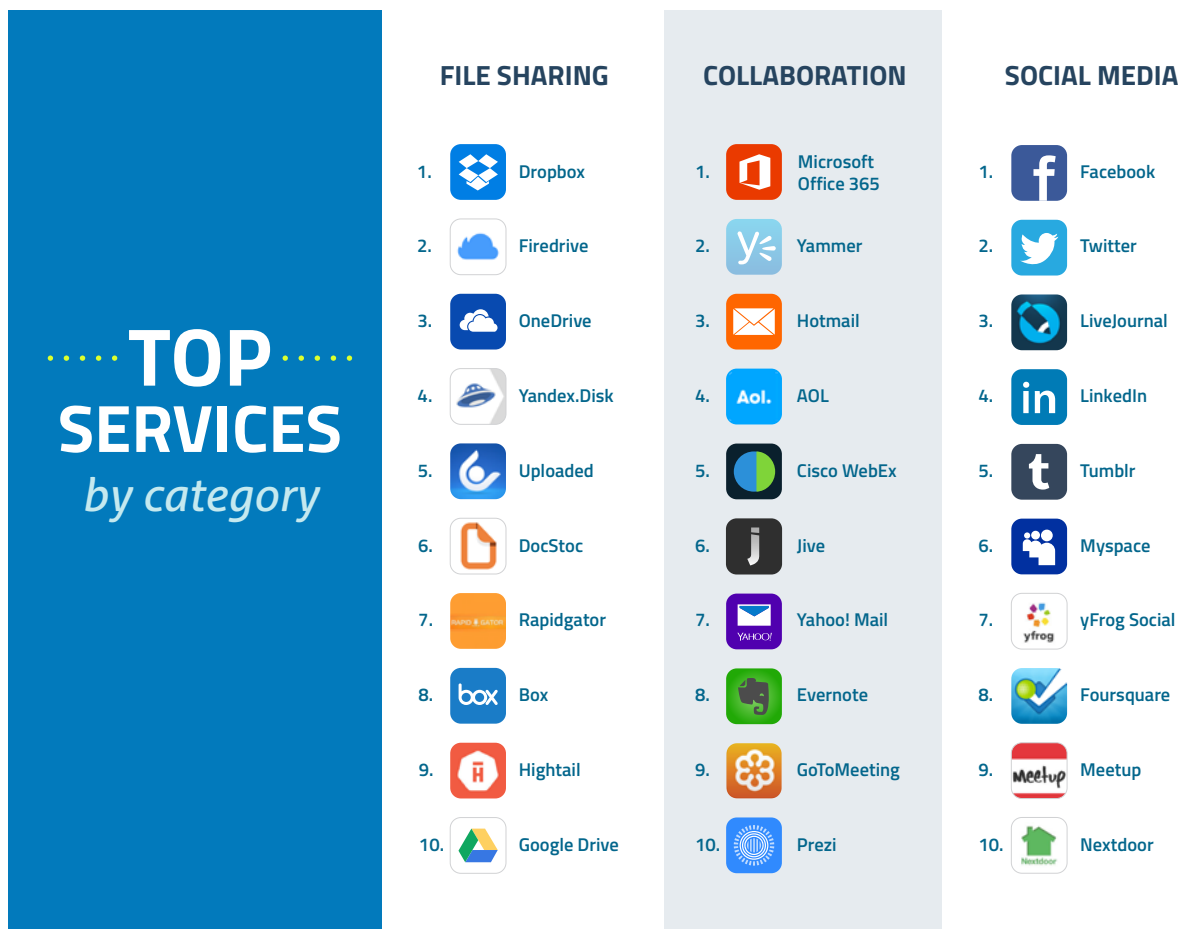 TOP
SERVICES
by category
FILE SHARING
1. Dropbox
2. Firedrive
3. OneDrive
4. Yandex.Disk
5. Uploaded
6. DocStoc
7. RAPIDGATOR Rapidgator
8. box Box
9. H Hightail
10. Google Drive
COLLABORATION
1. Microsoft
Office 365
2. y Yammer
3. Hotmail
4. Aol. AOL
5. Cisco WebEx
6. j Jive
7. YAHOO! Yahoo! Mail
8. Evernote
9. GoToMeeting
10. Prezi
SOCIAL MEDIA
1. f Facebook
2. Twitter
3. LiveJournal
4. in LinkedIn
5. t Tumblr
6. Myspace
7. yfrog yFrog Social
8. Foursquare
9. Meetup Meetup
10. Nextdoor Nextdoor